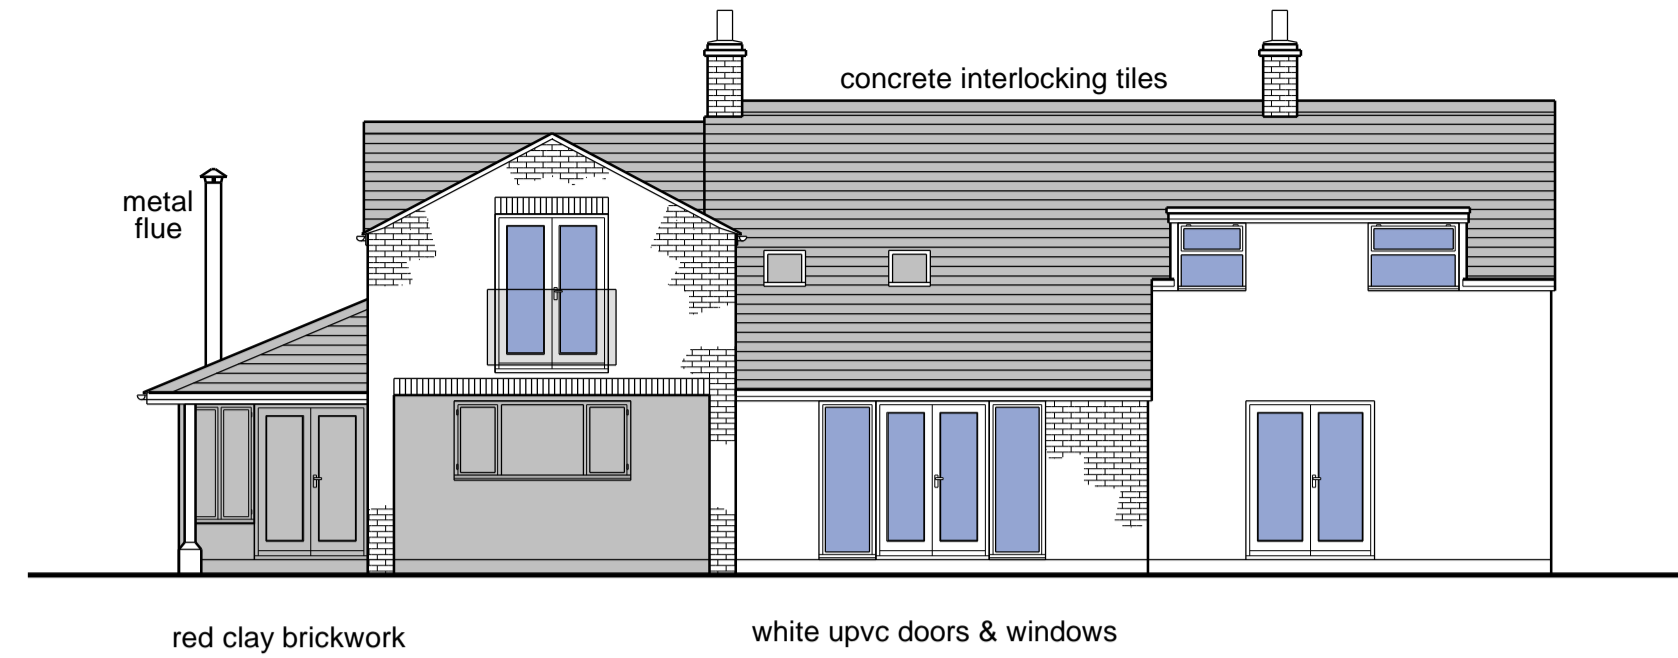 concrete interlocking tiles
metal
flue
red clay brickwork
white upvc doors & windows